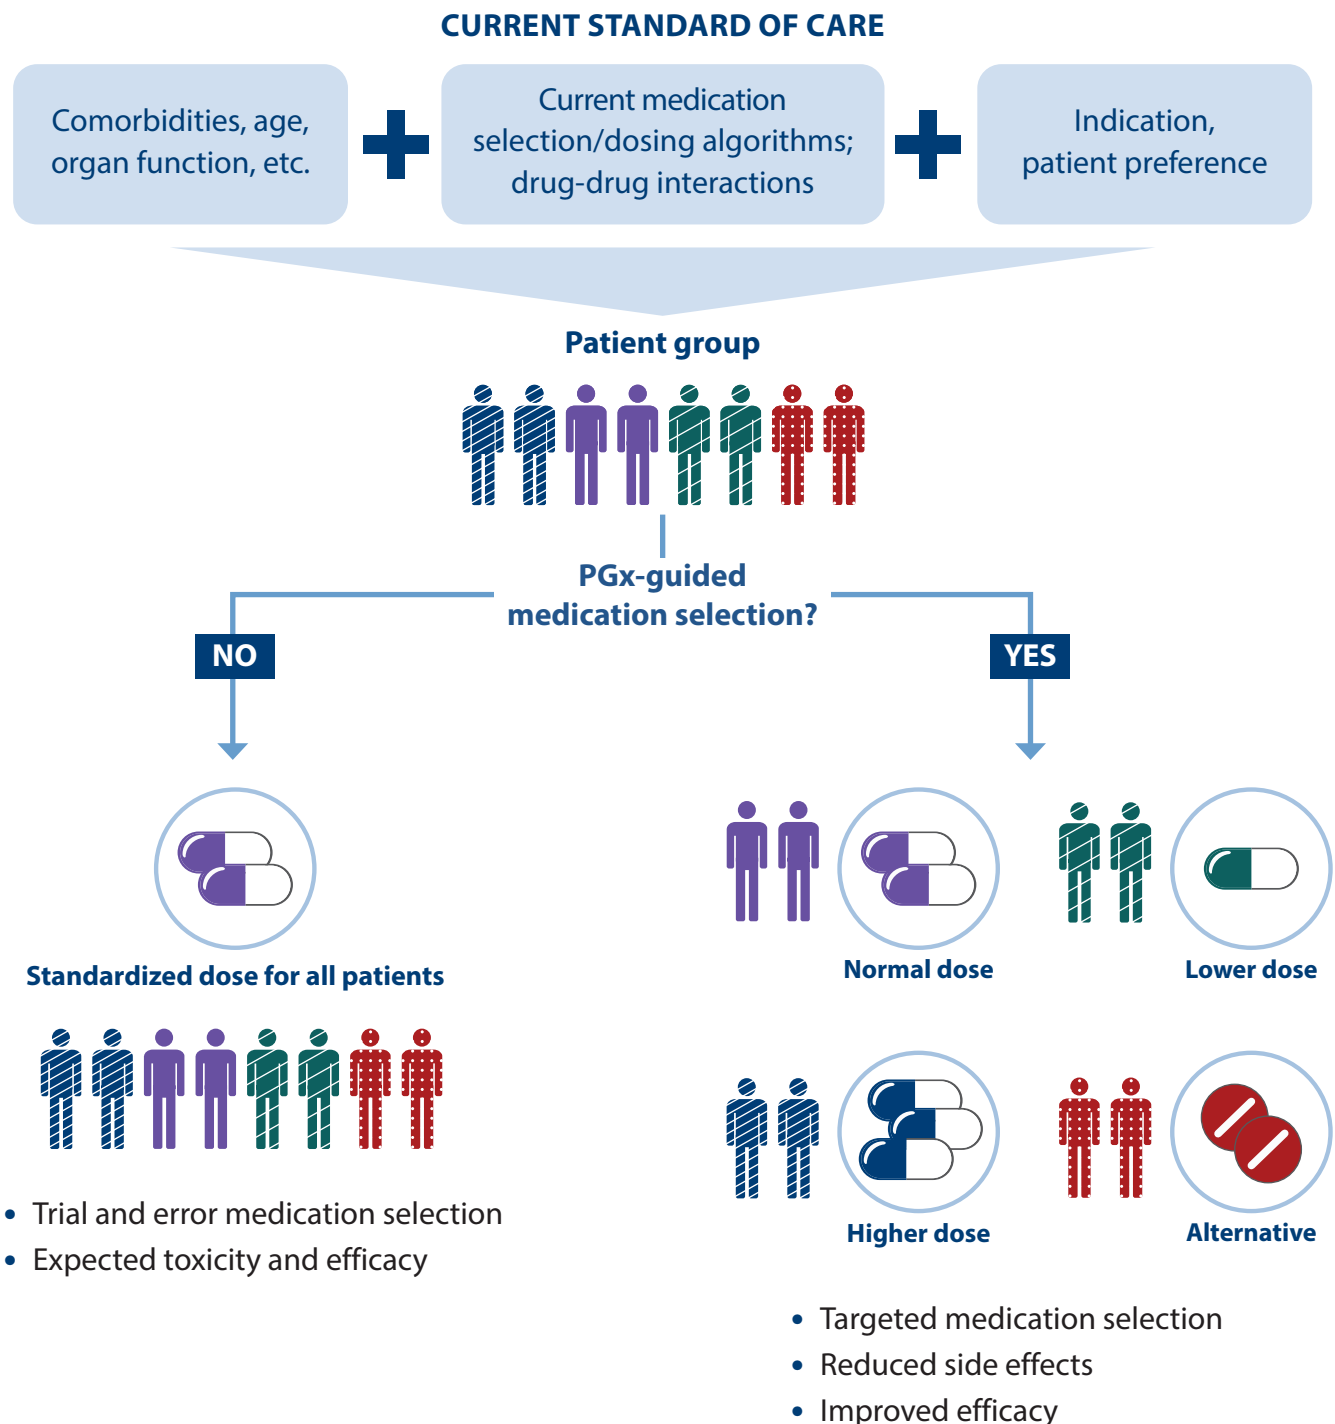 CURRENT STANDARD OF CARE
Comorbidities, age,
organ function, etc.
Current medication
selection/dosing algorithms;
drug-drug interactions
Indication,
patient preference
Patient group
PGx-guided
medication selection?
NO
YES
Standardized dose for all patients
• Trial and error medication selection
• Expected toxicity and efficacy
Normal dose
Lower dose
Higher dose
Alternative
• Targeted medication selection
• Reduced side effects
• Improved efficacy